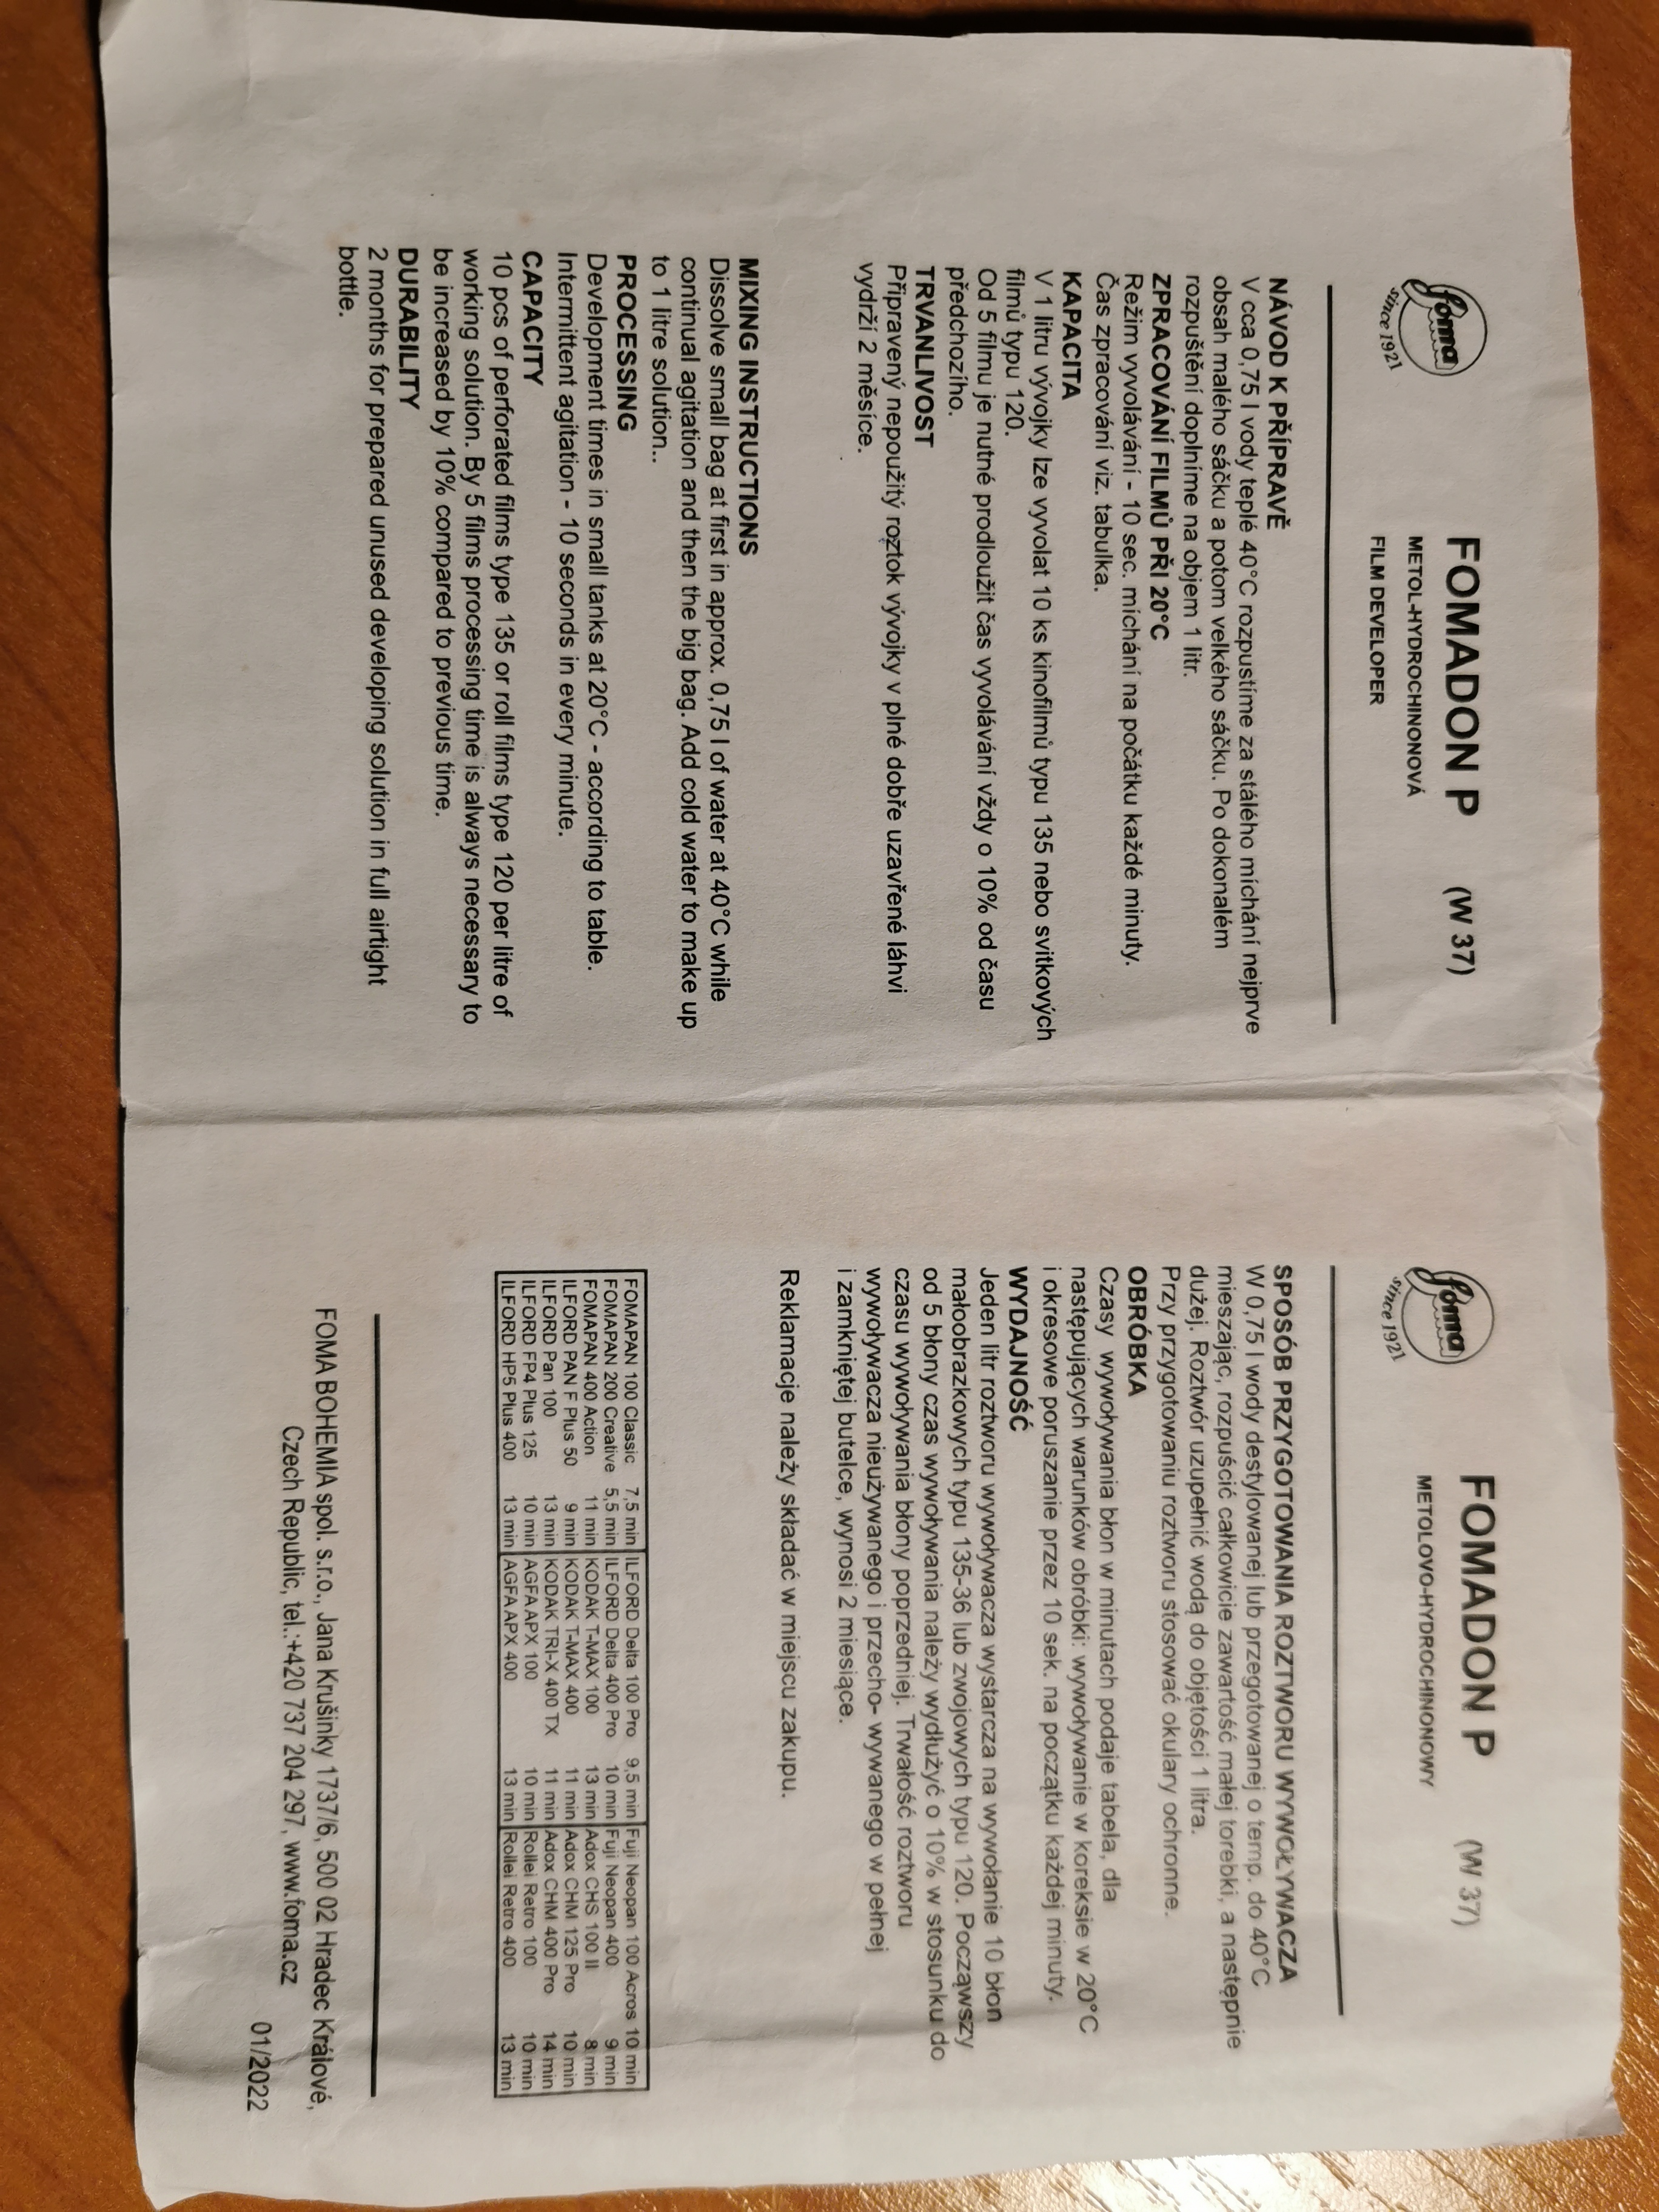 foma
since 1921
FOMADON P (W 37)
METOL-HYDROCHINONOVÁ
FILM DEVELOPER
NÁVOD K PŘÍPRAVĚ
V cca 0,75 l vody teplé 40°C rozpustíme za stálého míchání nejprve
obsah malého sáčku a potom velkého sáčku. Po dokonalém
rozpuštění doplníme na objem 1 litr.
ZPRACOVÁNÍ FILMŮ PŘI 20°C
Režim vyvolávání - 10 sec. míchání na počátku každé minuty.
Čas zpracování viz. tabulka.
KAPACITA
V 1 litru vývojky lze vyvolat 10 ks kinofilmů typu 135 nebo svitkových
filmů typu 120.
Od 5 filmu je nutné prodloužit čas vyvolávání vždy o 10% od času
předchozího.
TRVANLIVOST
Připravený nepoužitý roztok vývojky v plné dobře uzavřené láhvi
vydrží 2 měsíce.
MIXING INSTRUCTIONS
Dissolve small bag at first in approx. 0,75 l of water at 40°C while
continual agitation and then the big bag. Add cold water to make up
to 1 litre solution..
PROCESSING
Development times in small tanks at 20°C - according to table.
Intermittent agitation - 10 seconds in every minute.
CAPACITY
10 pcs of perforated films type 135 or roll films type 120 per litre of
working solution. By 5 films processing time is always necessary to
be increased by 10% compared to previous time.
DURABILITY
2 months for prepared unused developing solution in full airtight
bottle.
foma
since 1921
FOMADON P (W 37)
METOLOVO-HYDROCHINONOWY
SPOSÓB PRZYGOTOWANIA ROZTWORU WYWOŁYWACZA
W 0,75 l wody destylowanej lub przegotowanej o temp. do 40°C
mieszając, rozpuścić całkowicie zawartość małej torebki, a następnie
dużej. Roztwór uzupełnić wodą do objętości 1 litra.
Przy przygotowaniu roztworu stosować okulary ochronne.
OBRÓBKA
Czasy wywoływania błon w minutach podaje tabela, dla
następujących warunków obróbki: wywoływanie w koreksie w 20°C
i okresowe poruszanie przez 10 sek. na początku każdej minuty.
WYDAJNOŚĆ
Jeden litr roztworu wywoływacza wystarcza na wywołanie 10 błon
małoobrazkowych typu 135-36 lub zwojowych typu 120. Począwszy
od 5 błony czas wywoływania należy wydłużyć o 10% w stosunku do
czasu wywoływania błony poprzedniej. Trwałość roztworu
wywoływacza nieużywanego i przecho- wywanego w pełnej
i zamkniętej butelce, wynosi 2 miesiące.
Reklamacje należy składać w miejscu zakupu.
FOMAPAN 100 Classic 7,5 min ILFORD Delta 100 Pro 9,5 min Fuji Neopan 100 Acros 10 min
FOMAPAN 200 Creative 5,5 min ILFORD Delta 400 Pro 10 min Fuji Neopan 400 9 min
FOMAPAN 400 Action 11 min KODAK T-MAX 100 13 min Adox CHS 100 II 8 min
ILFORD PAN F Plus 50 9 min KODAK T-MAX 400 11 min Adox CHM 125 Pro 10 min
ILFORD Pan 100 13 min KODAK TRI-X 400 TX 11 min Adox CHM 400 Pro 14 min
ILFORD FP4 Plus 125 10 min AGFA APX 100 10 min Rollei Retro 100 10 min
ILFORD HP5 Plus 400 13 min AGFA APX 400 13 min Rollei Retro 400 13 min
FOMA BOHEMIA spol. s.r.o., Jana Krušinky 1737/6, 500 02 Hradec Králové,
Czech Republic, tel.:+420 737 204 297, www.foma.cz
01/2022